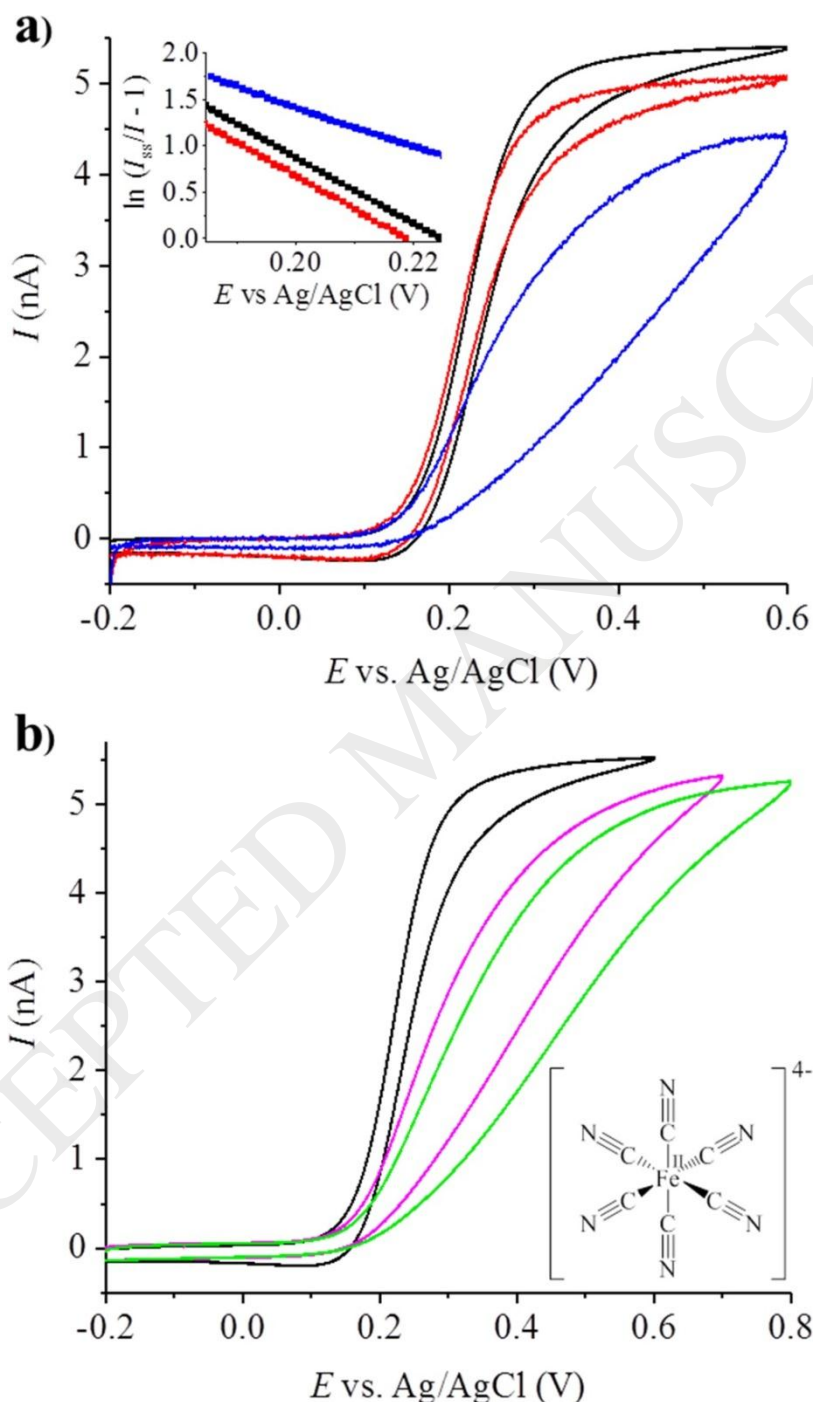 a)
2.0
1.5
1.0
0.5
0.0
ln (Iss/I - 1)
0.20 0.22
E vs Ag/AgCl (V)
5
4
3
2
1
0
I (nA)
-0.2 0.0 0.2 0.4 0.6
E vs. Ag/AgCl (V)
b)
5
4
3
2
1
0
I (nA)
4-
N
C
N C II C N
Fe
N C C N
C
N
-0.2 0.0 0.2 0.4 0.6 0.8
E vs. Ag/AgCl (V)
CEPTED MANUSCR